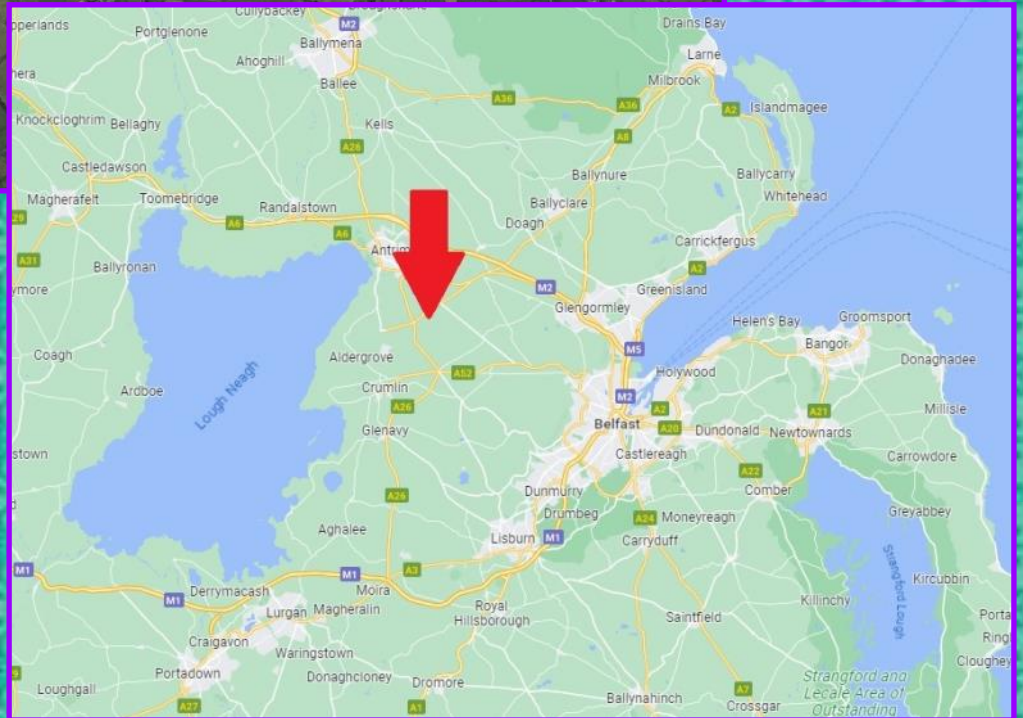 Cullybackey
Drains Bay
Portglenone
M2
Ballymena
Ahoghill
Larne
Milbrook
Ballee
A36
A36
A2
Islandmagee
Knockcloghrim
Bellaghy
Kells
A8
A26
Castledawson
Ballynure
Ballycarry
Magherafelt
Toomebridge
Randalstown
Ballyclare
Whitehead
Doagh
A6
A6
Carrickfergus
A31
Ballyronan
A2
M2
Greenisland
Glengormley
Helen's Bay
Groomsport
Coagh
Aldergrove
M5
Bangor
Donaghadee
Ardboe
Lough Neagh
Crumlin
A52
Holywood
A26
M2
A2
A21
Millisle
Glenavy
Belfast
A20
Dundonald
Newtownards
Castlereagh
Carrowdore
A22
A26
Dunmurry
Comber
Drumbeg
Greyabbey
Aghalee
A24
Moneyreagh
Lisburn
M1
Carryduff
Strangford Lough
M1
M1
A3
Kircubbin
Derrymacash
Moira
M1
Killinchy
Lurgan
Magheralin
Royal
Hillsborough
Saintfield
Craigavon
Waringstown
Cloughey
Portadown
Donaghcloney
Dromore
Strangford and
Lecale Area of
Outstanding
Loughgall
Ballynahinch
A7
Crossgar
A27
A1